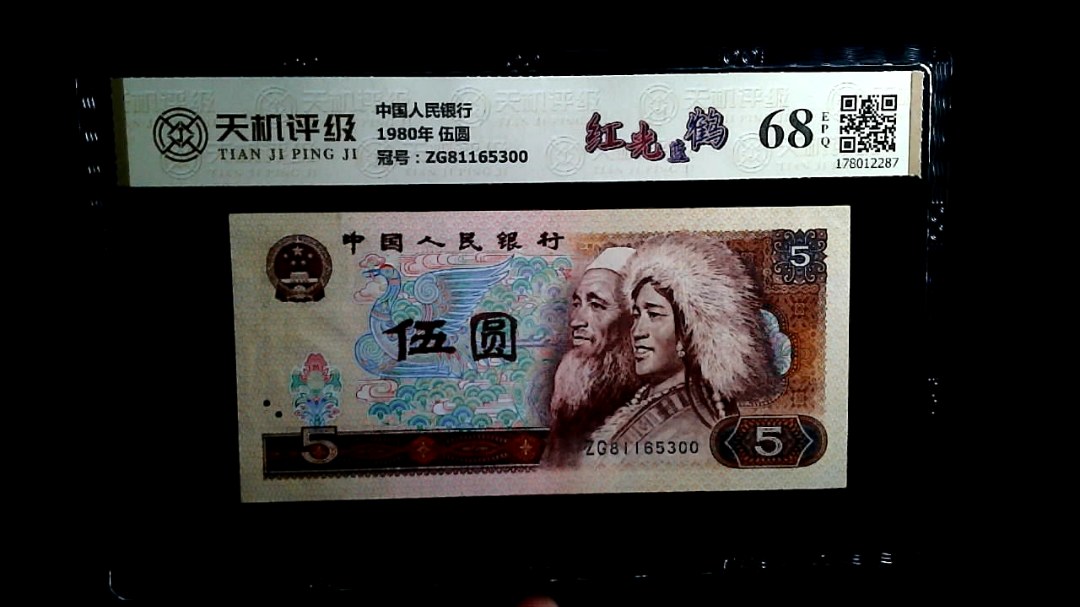 天机评级
TIAN JI PING JI
中国人民银行
1980年 伍圆
冠号：ZG81165300
红光蓝鹤
68
EPQ
178012287
中国人民银行
5
伍圆
5
ZG81165300
5